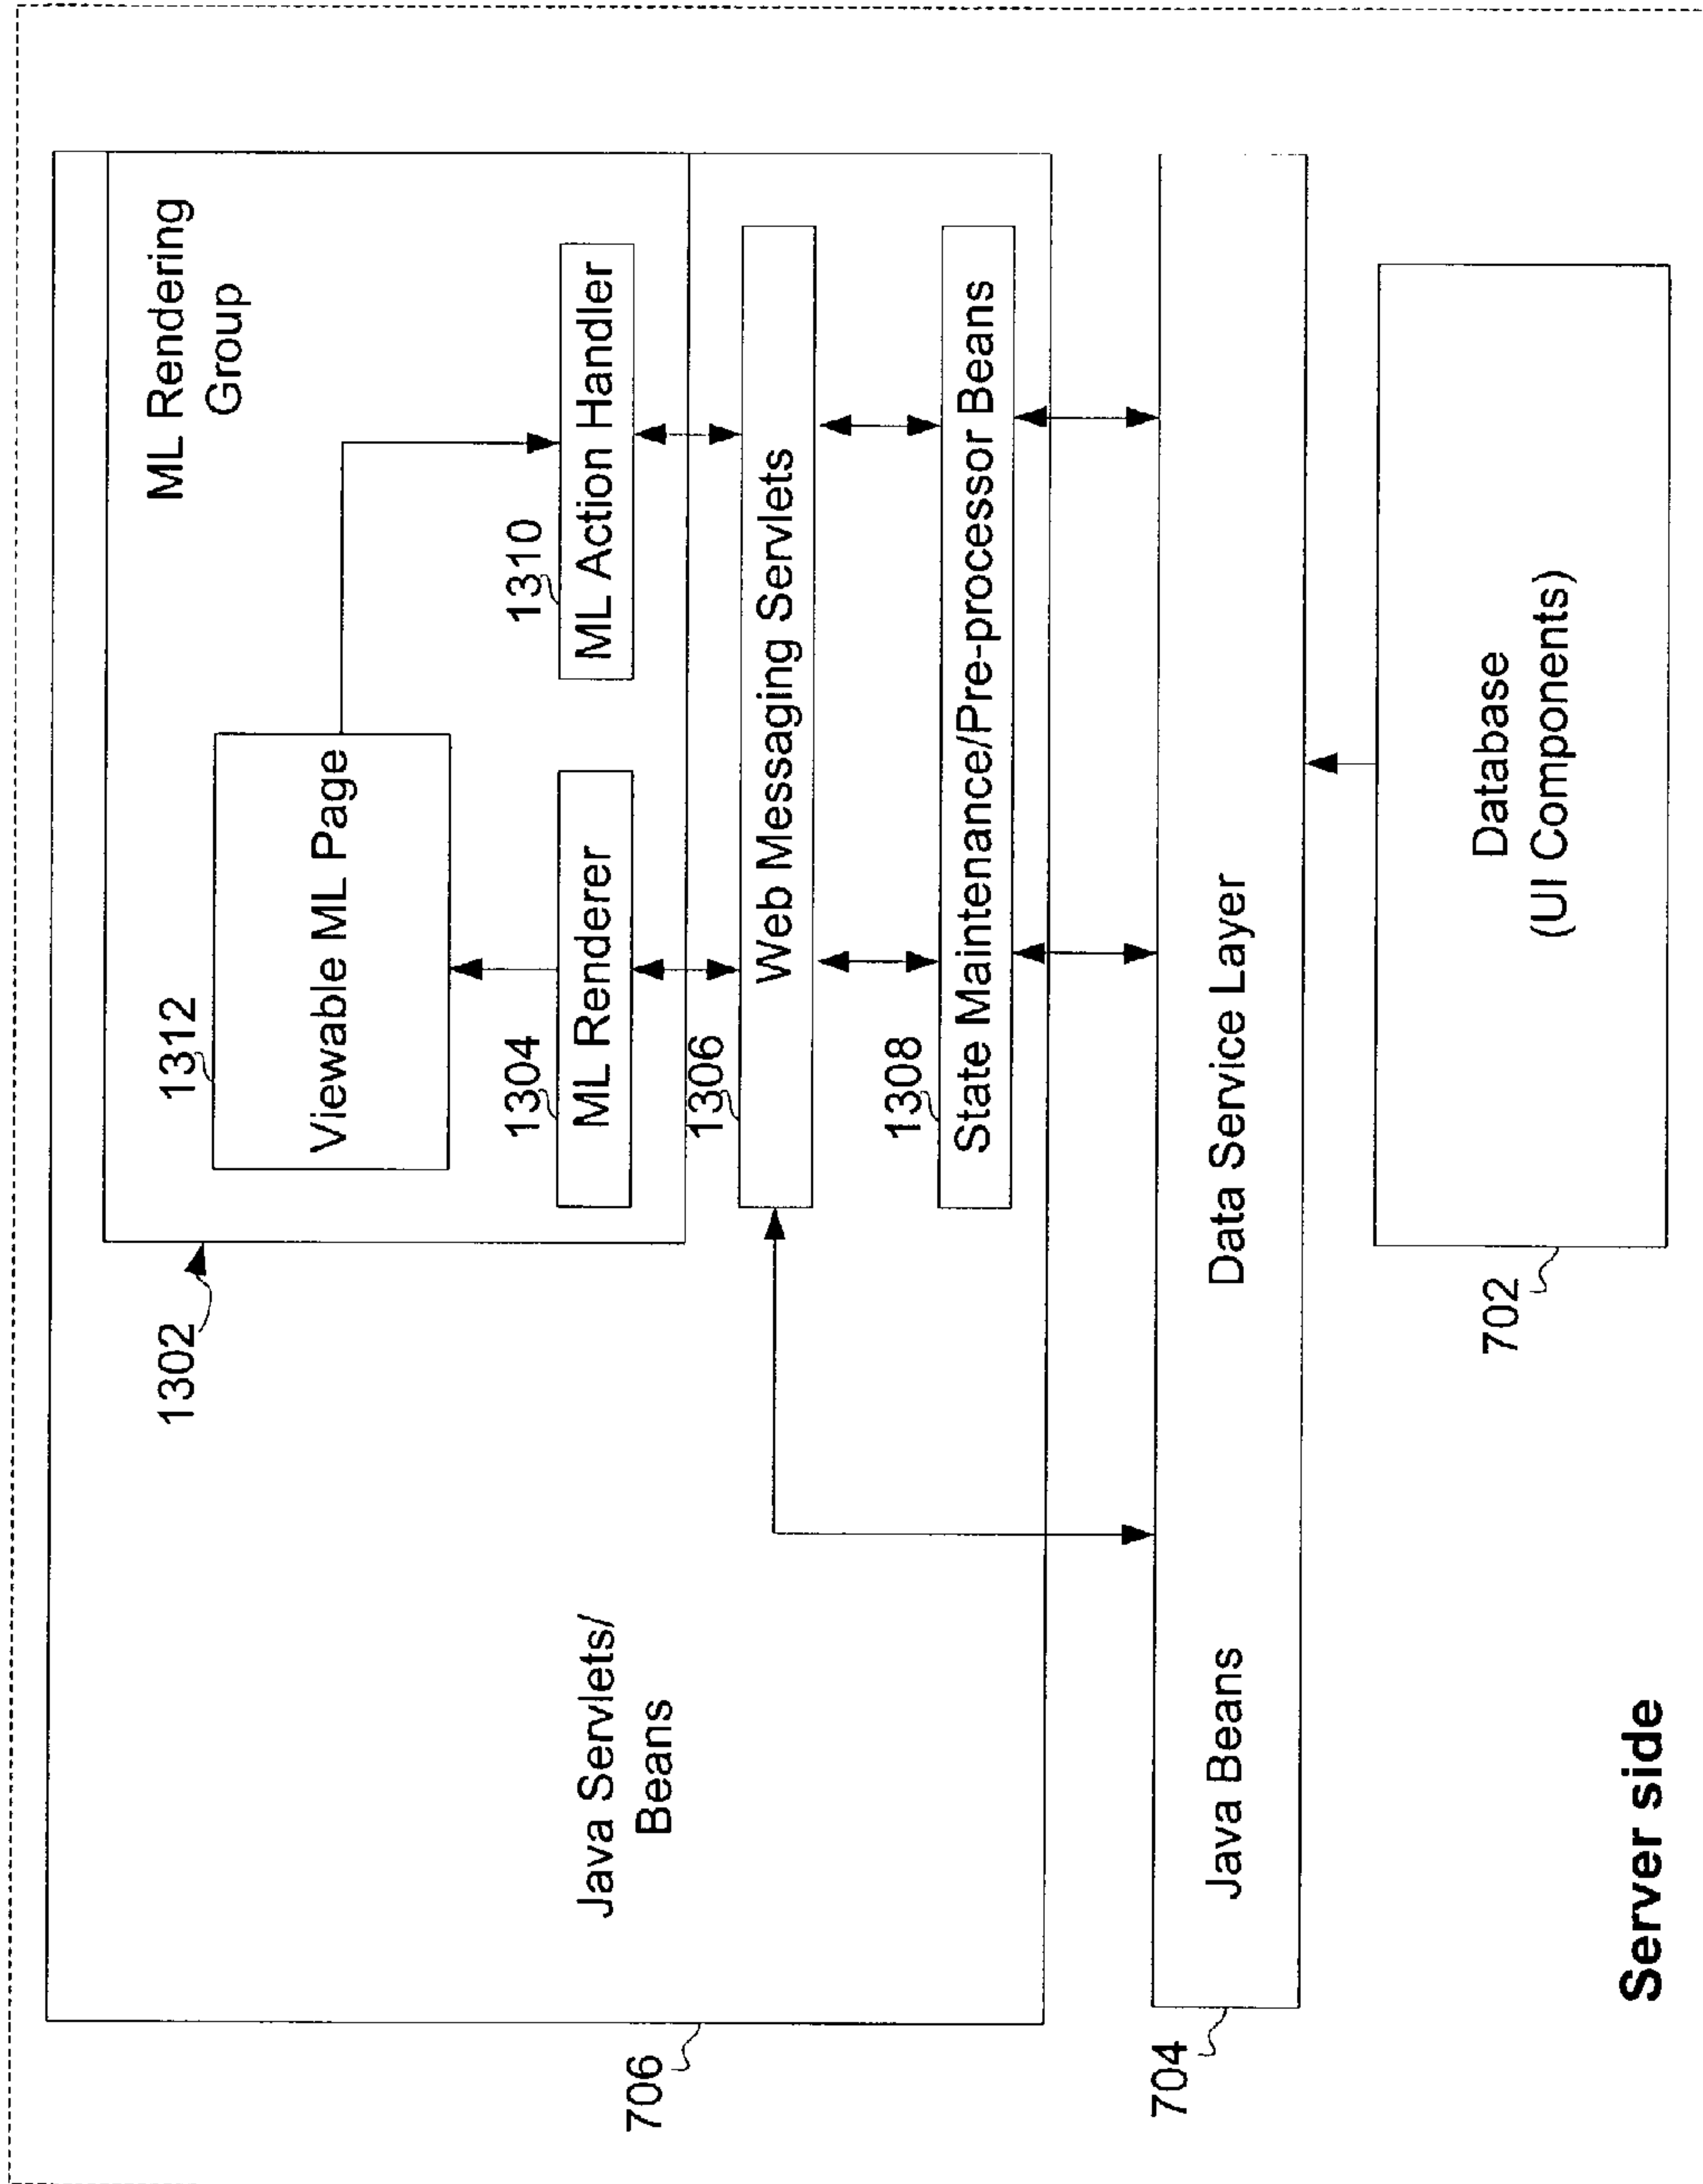 1302
ML Rendering
Group
1312
Viewable ML Page
1304
ML Renderer
1310
ML Action Handler
1306
Web Messaging Servlets
1308
State Maintenance/Pre-processor Beans
Java Servlets/
Beans
706
Java Beans
Data Service Layer
704
Database
(UI Components)
702
Server side